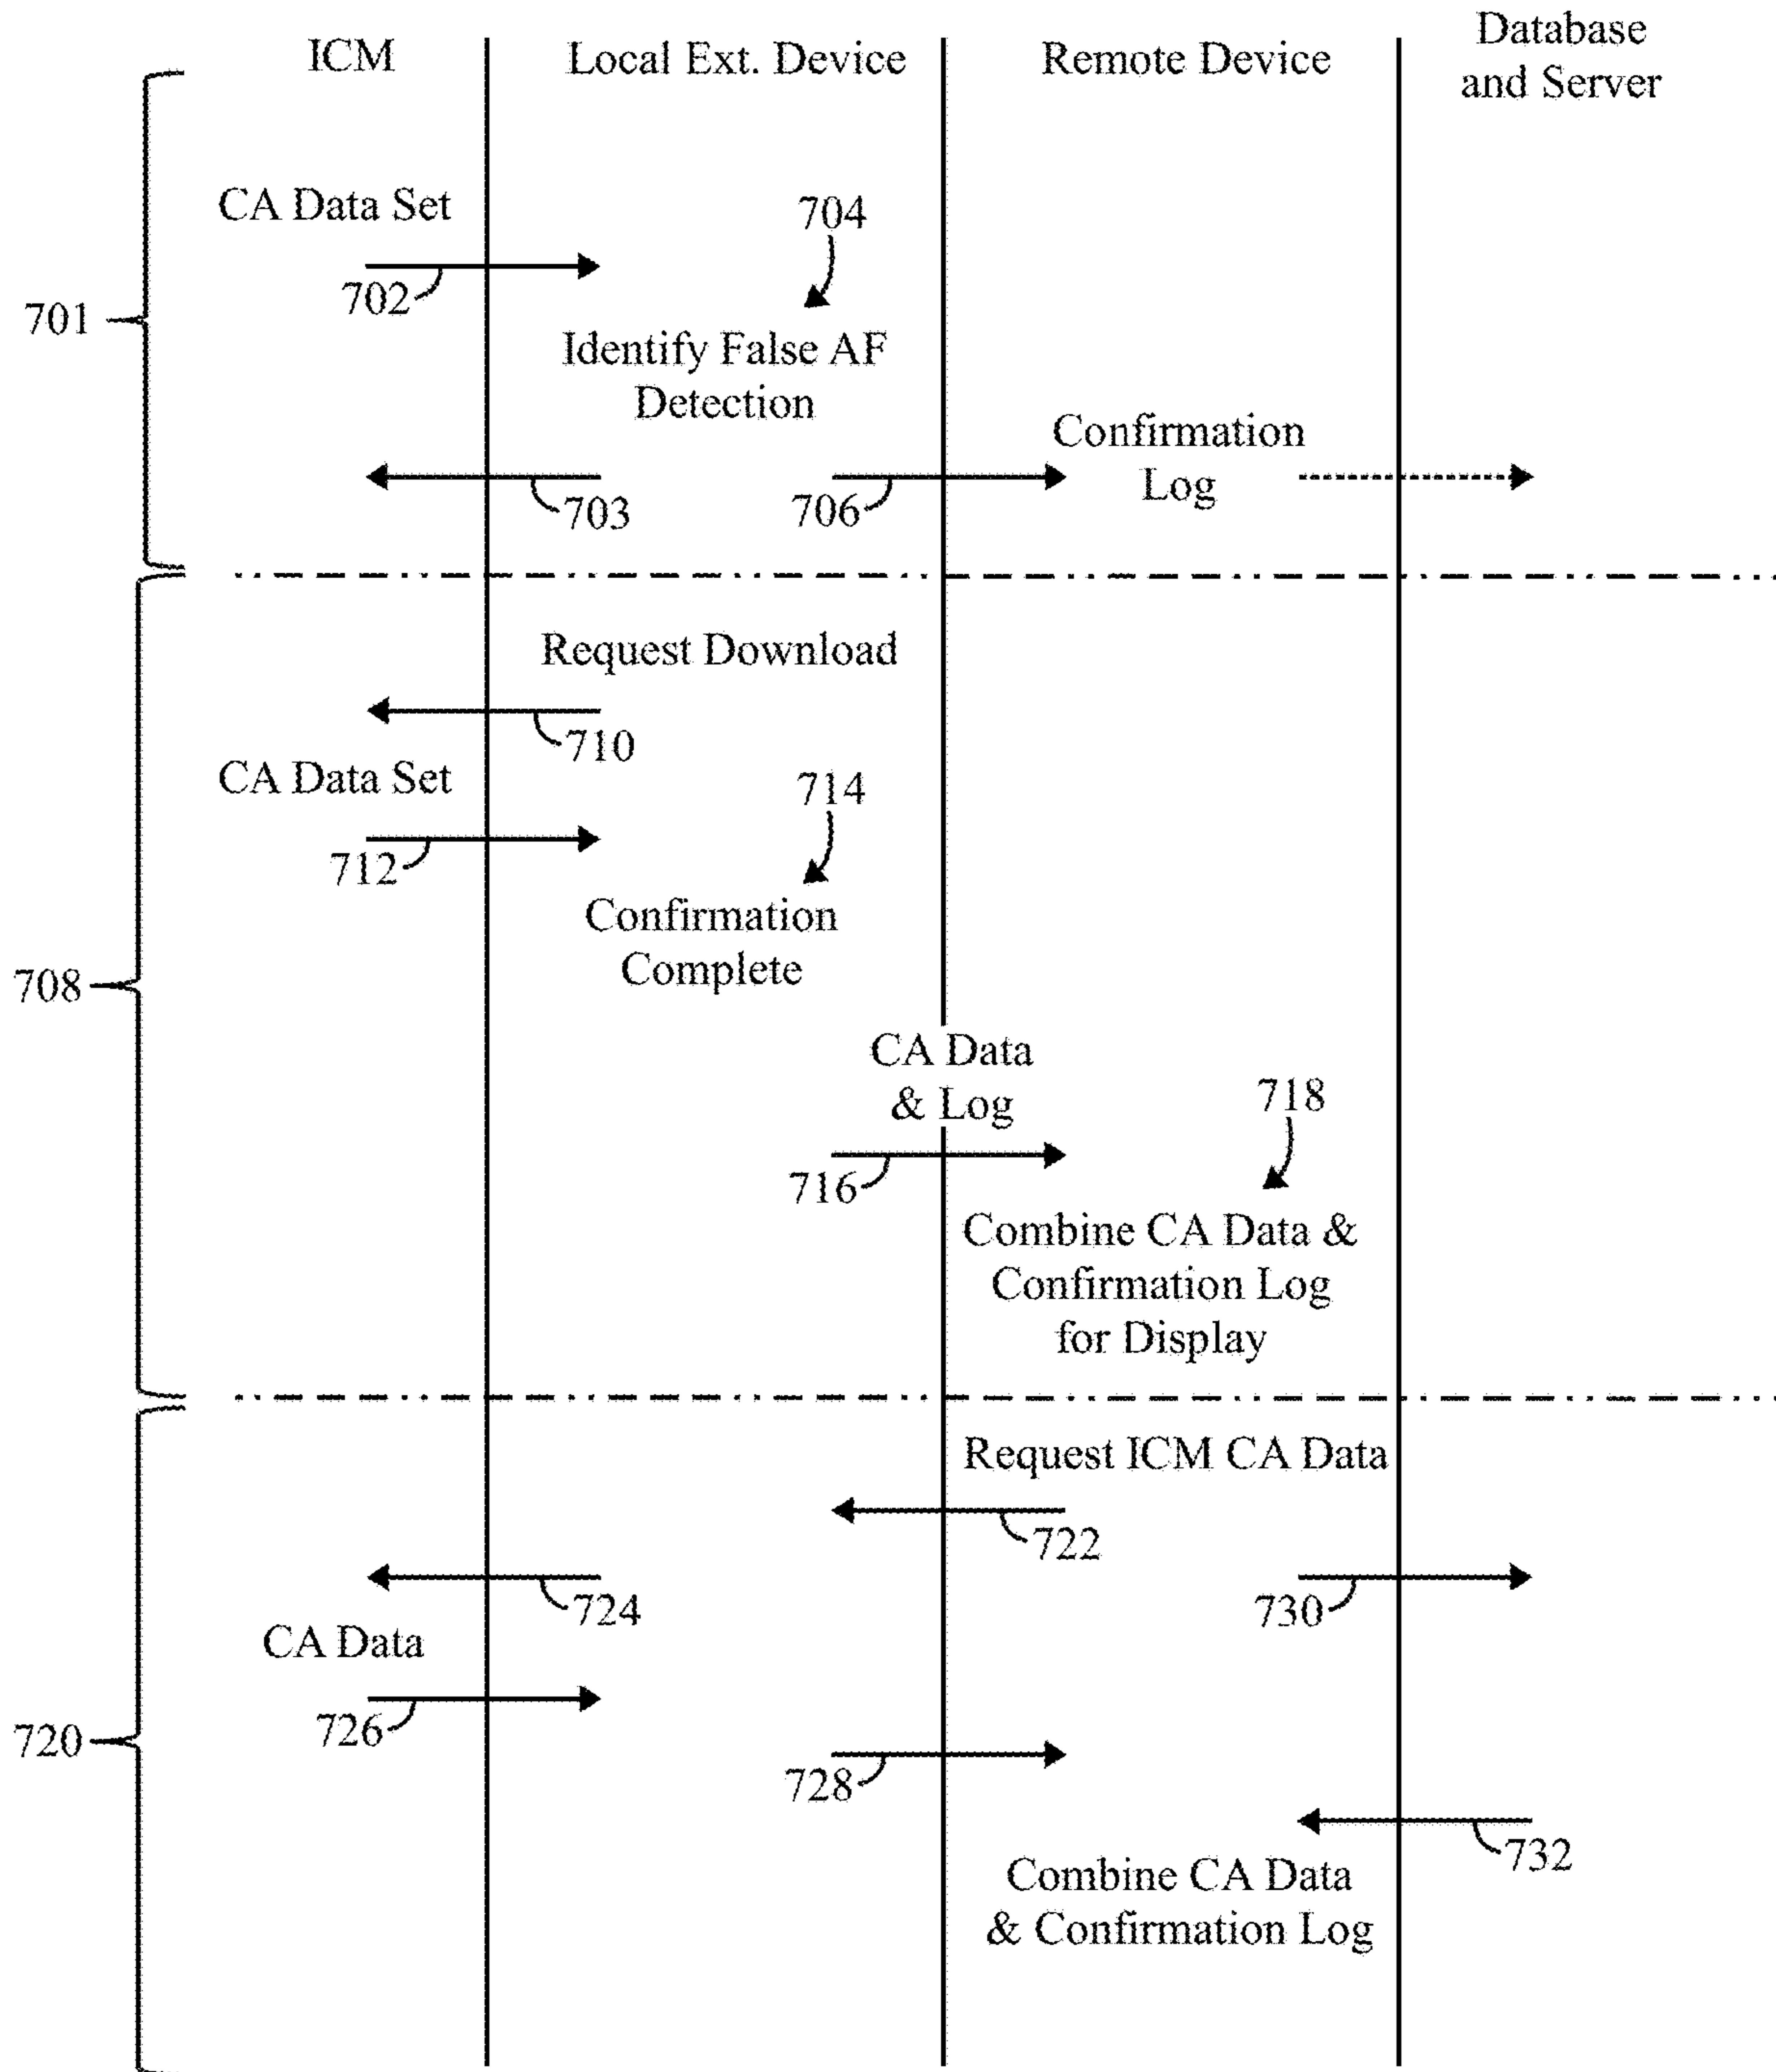 ICM
Local Ext. Device
Remote Device
Database
and Server
CA Data Set
704
702
701
Identify False AF
Detection
Confirmation
Log
703
706
Request Download
710
CA Data Set
714
712
Confirmation
Complete
708
CA Data
& Log
718
716
Combine CA Data &
Confirmation Log
for Display
Request ICM CA Data
722
724
730
CA Data
726
720
728
732
Combine CA Data
& Confirmation Log